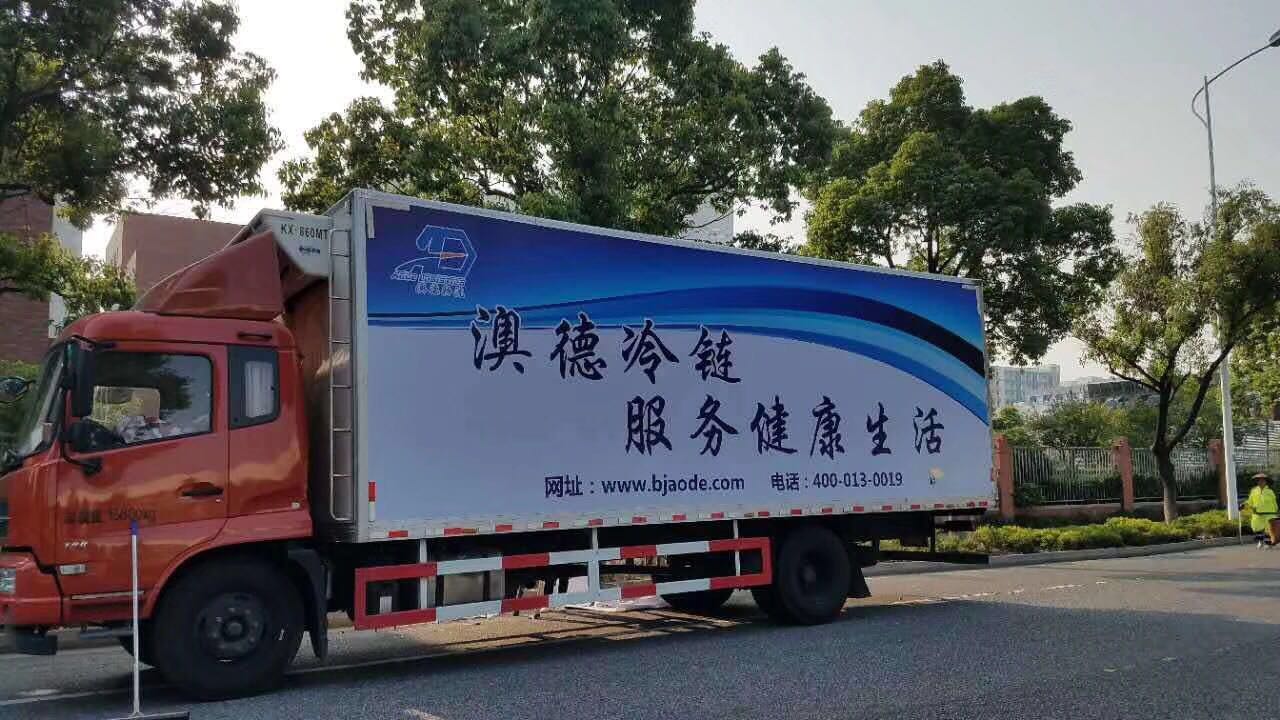 KX-860MT
澳德冷链
服务健康生活
网址：www.bjaode.com 电话：400-013-0019